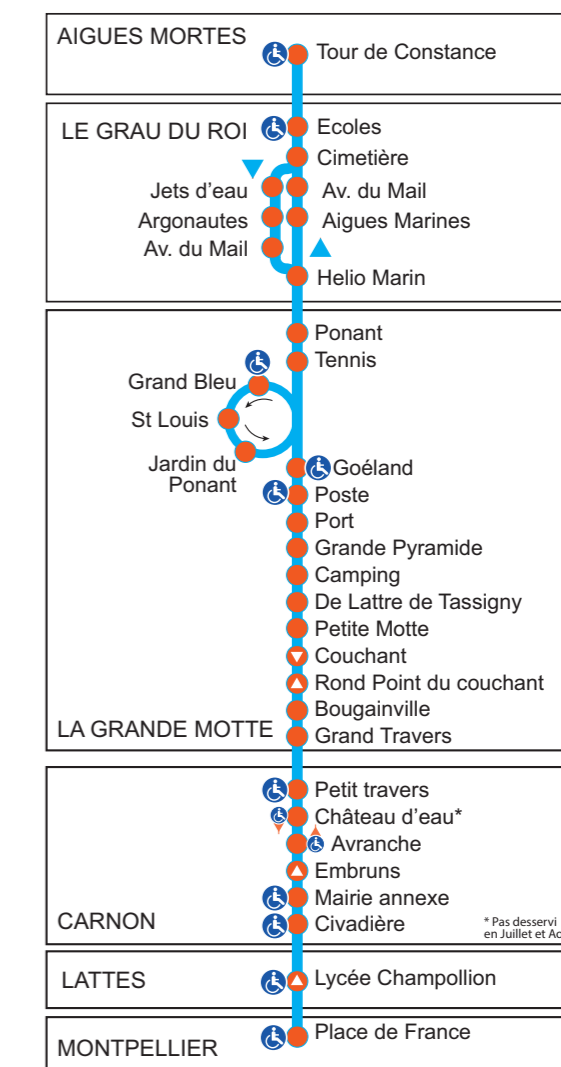 AIGUES MORTES
Tour de Constance
LE GRAU DU ROI
Ecoles
Cimetière
Jets d'eau
Av. du Mail
Argonautes
Aigues Marines
Av. du Mail
Helio Marin
Ponant
Tennis
Grand Bleu
St Louis
Jardin du
Ponant
Goéland
Poste
Port
Grande Pyramide
Camping
De Lattre de Tassigny
Petite Motte
Couchant
Rond Point du couchant
Bougainville
LA GRANDE MOTTE
Grand Travers
Petit travers
Château d'eau*
Avranche
Embruns
Mairie annexe
CARNON
Civadière
* Pas desservi
en Juillet et
LATTES
Lycée Champollion
Place de France
MONTPELLIER